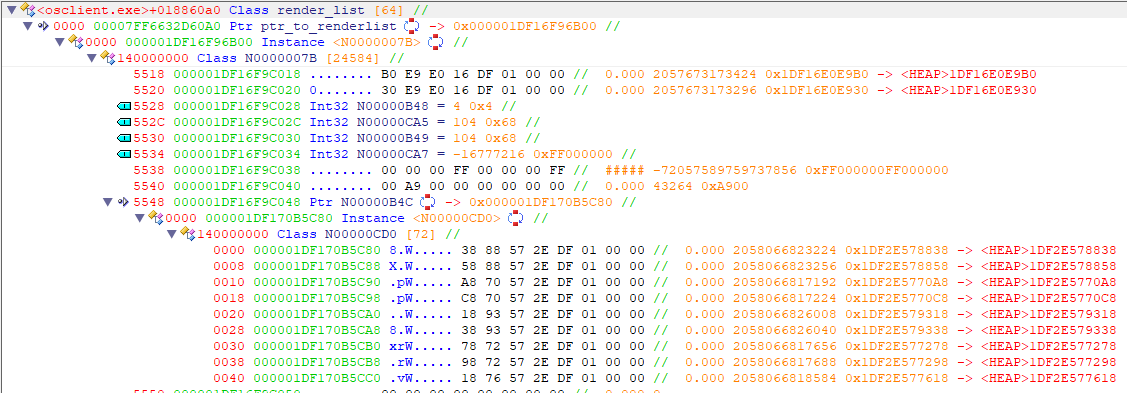 <osclient.exe>+018860a0 Class render_list [64] //
0000 00007FF6632D60A0 Ptr ptr_to_renderlist -> 0x000001DF16F96B00 //
0000 000001DF16F96B00 Instance <N0000007B> //
140000000 Class N0000007B [24584] //
5518 000001DF16F9C018 ........ B0 E9 E0 16 DF 01 00 00 // 0.000 2057673173424 0x1DF16E0E9B0 -> <HEAP>1DF16E0E9B0
5520 000001DF16F9C020 0....... 30 E9 E0 16 DF 01 00 00 // 0.000 2057673173296 0x1DF16E0E930 -> <HEAP>1DF16E0E930
5528 000001DF16F9C028 Int32 N00000B48 = 4 0x4 //
552C 000001DF16F9C02C Int32 N00000CA5 = 104 0x68 //
5530 000001DF16F9C030 Int32 N00000B49 = 104 0x68 //
5534 000001DF16F9C034 Int32 N00000CA7 = -16777216 0xFF000000 //
5538 000001DF16F9C038 ........ 00 00 00 FF 00 00 00 FF // ##### -72057589759737856 0xFF000000FF000000
5540 000001DF16F9C040 ........ 00 A9 00 00 00 00 00 00 // 0.000 43264 0xA900
5548 000001DF16F9C048 Ptr N00000B4C -> 0x000001DF170B5C80 //
0000 000001DF170B5C80 Instance <N00000CD0> //
140000000 Class N00000CD0 [72] //
0000 000001DF170B5C80 8.W..... 38 88 57 2E DF 01 00 00 // 0.000 2058066823224 0x1DF2E578838 -> <HEAP>1DF2E578838
0008 000001DF170B5C88 X.W..... 58 88 57 2E DF 01 00 00 // 0.000 2058066823256 0x1DF2E578858 -> <HEAP>1DF2E578858
0010 000001DF170B5C90 .pW..... A8 70 57 2E DF 01 00 00 // 0.000 2058066817192 0x1DF2E5770A8 -> <HEAP>1DF2E5770A8
0018 000001DF170B5C98 .pW..... C8 70 57 2E DF 01 00 00 // 0.000 2058066817224 0x1DF2E5770C8 -> <HEAP>1DF2E5770C8
0020 000001DF170B5CA0 ..W..... 18 93 57 2E DF 01 00 00 // 0.000 2058066826008 0x1DF2E579318 -> <HEAP>1DF2E579318
0028 000001DF170B5CA8 8.W..... 38 93 57 2E DF 01 00 00 // 0.000 2058066826040 0x1DF2E579338 -> <HEAP>1DF2E579338
0030 000001DF170B5CB0 xrW..... 78 72 57 2E DF 01 00 00 // 0.000 2058066817656 0x1DF2E577278 -> <HEAP>1DF2E577278
0038 000001DF170B5CB8 .rW..... 98 72 57 2E DF 01 00 00 // 0.000 2058066817688 0x1DF2E577298 -> <HEAP>1DF2E577298
0040 000001DF170B5CC0 .vW..... 18 76 57 2E DF 01 00 00 // 0.000 2058066818584 0x1DF2E577618 -> <HEAP>1DF2E577618